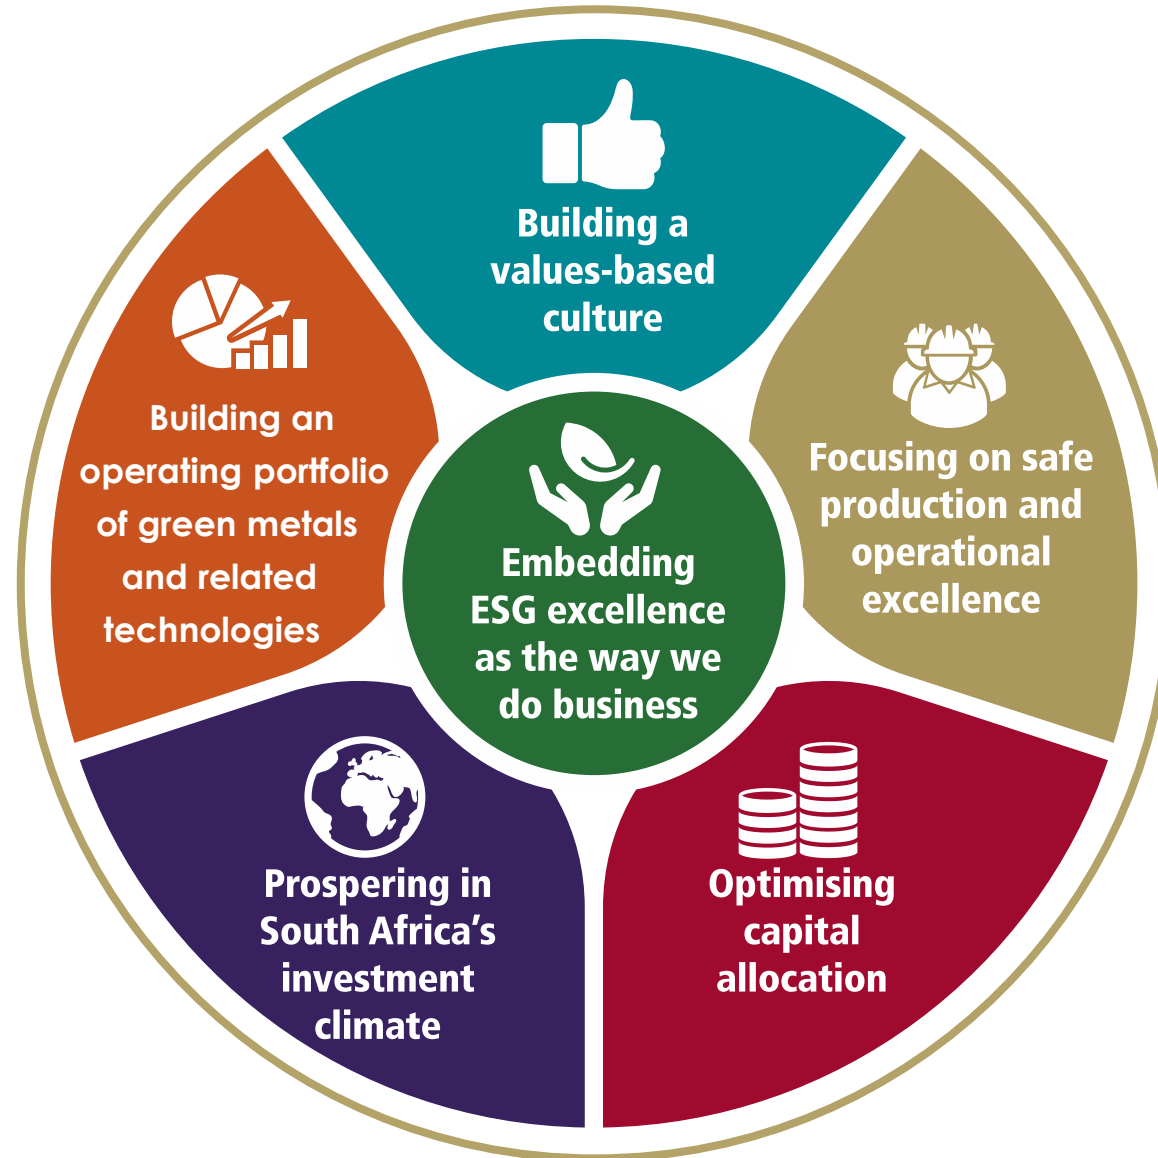 Building a
values-based
culture
Focusing on safe
production and
operational
excellence
Optimising
capital
allocation
Prospering in
South Africa’s
investment
climate
Building an
operating portfolio
of green metals
and related
technologies
Embedding
ESG excellence
as the way we
do business